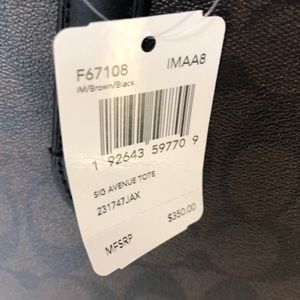 F67108 IMAA8
IM/Brown/Black
1 92643 59770 9
SIG AVENUE TOTE
231747JAX
MFSRP $350.00